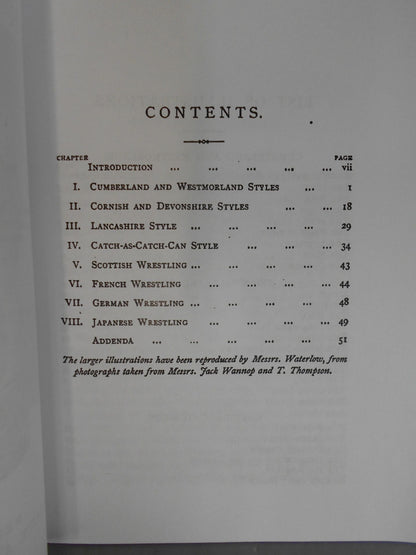 CONTENTS.
CHAPTER PAGE
INTRODUCTION ... ... ... ... ... vii
I. CUMBERLAND AND WESTMORLAND STYLES ... 1
II. CORNISH AND DEVONSHIRE STYLES ... ... 18
III. LANCASHIRE STYLE ... ... ... ... 29
IV. CATCH-AS-CATCH-CAN STYLE ... ... ... 34
V. SCOTTISH WRESTLING ... ... ... ... 43
VI. FRENCH WRESTLING ... ... ... ... 44
VII. GERMAN WRESTLING ... ... ... ... 48
VIII. JAPANESE WRESTLING ... ... ... ... 49
ADDENDA ... ... ... ... ... 51
The larger illustrations have been reproduced by Messrs. Waterlow, from
photographs taken from Messrs. Jack Wannop and T. Thompson.